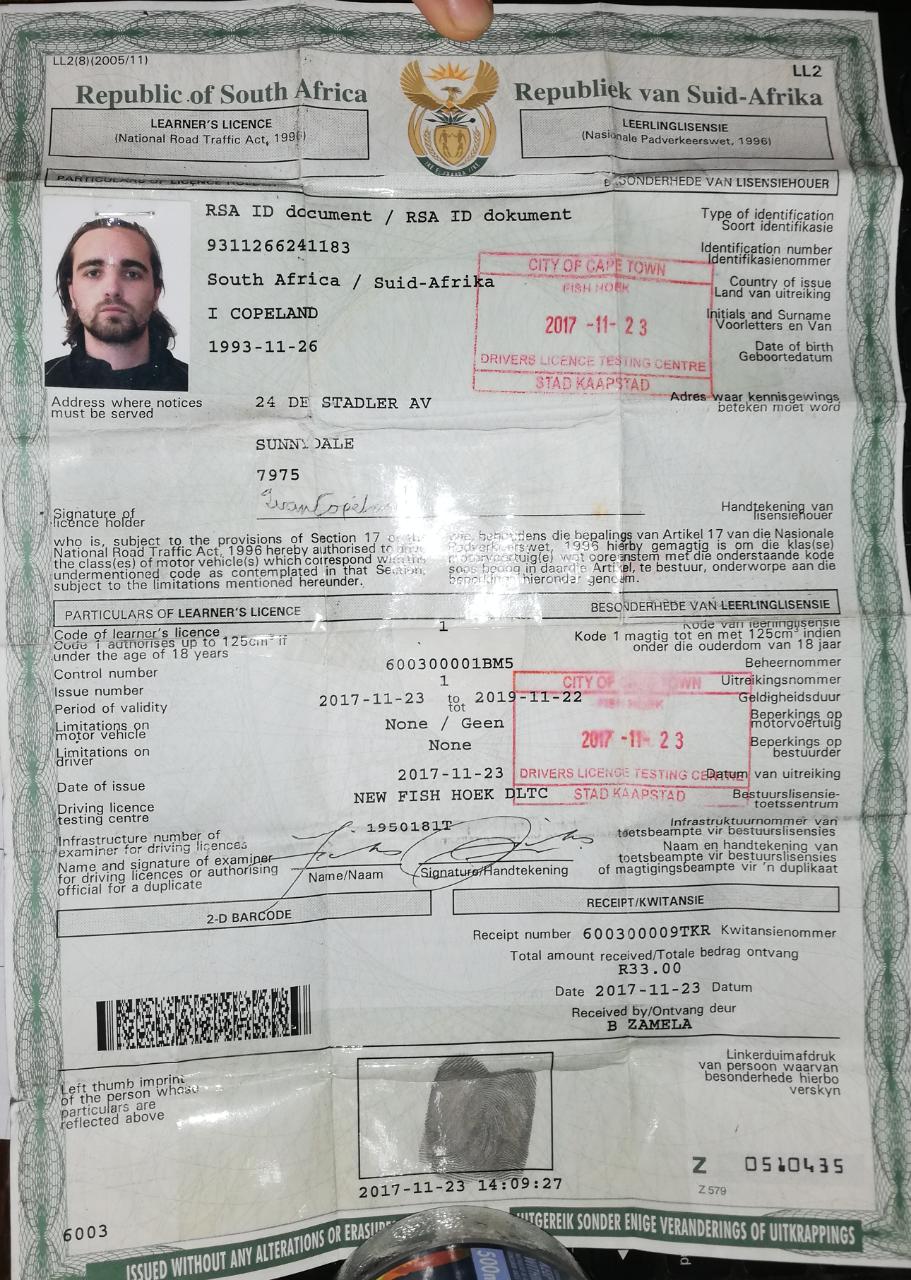 LL2(8)(2005/11)
LL2
Republic of South Africa
Republiek van Suid-Afrika
LEARNER'S LICENCE
(National Road Traffic Act, 1996)
LEERLINGLISENSIE
(Nasionale Padverkeerswet, 1996)
PARTICULARS OF LICENCE HOLDER
BESONDERHEDE VAN LISENSIEHOUER
RSA ID document / RSA ID dokument
Type of identification
Soort identifikasie
9311266241183
Identification number
Identifikasienommer
South Africa / Suid-Afrika
Country of issue
Land van uitreiking
I COPELAND
Initials and Surname
Voorletters en Van
1993-11-26
Date of birth
Geboortedatum
CITY OF CAPE TOWN
FISH HOEK
2017 -11- 23
DRIVERS LICENCE TESTING CENTRE
STAD KAAPSTAD
Address where notices
must be served
24 DE STADLER AV
Adres waar kennisgewings
beteken moet word
SUNNYDALE
7975
Signature of
licence holder
Ivan Copel
Handtekening van
lisensiehouer
who is, subject to the provisions of Section 17 of the
National Road Traffic Act, 1996 hereby authorised to drive
the class(es) of motor vehicle(s) which correspond with the
undermentioned code as contemplated in that Section,
subject to the limitations mentioned hereunder.
wie, behoudens die bepalings van Artikel 17 van die Nasionale
Padverkeerswet, 1996 hierby gemagtig is om die klas(se)
motorvoertuig(e) wat ooreenstem met die onderstaande kode
soos beoog in daardie Artikel, te bestuur, onderworpe aan die
beperkings hieronder genoem.
PARTICULARS OF LEARNER'S LICENCE
BESONDERHEDE VAN LEERLINGLISENSIE
Code of learner's licence
Code 1 authorises up to 125cm³ if
under the age of 18 years
1
Kode van leerlinglisensie
Kode 1 magtig tot en met 125cm³ indien
onder die ouderdom van 18 jaar
Control number
600300001BM5
Beheernommer
Issue number
1
Uitreikingsnommer
Period of validity
2017-11-23 to tot 2019-11-22
Geldigheidsduur
Limitations on
motor vehicle
None / Geen
Beperkings op
motorvoertuig
Limitations on
driver
None
Beperkings op
bestuurder
CITY OF TOWN
FISH HOEK
2017 -11- 23
DRIVERS LICENCE TESTING CENTRE
STAD KAAPSTAD
Date of issue
2017-11-23
Datum van uitreiking
Driving licence
testing centre
NEW FISH HOEK DLTC
Bestuurslisensie-
toetssentrum
Infrastructure number of
examiner for driving licences
1950181T
Infrastruktuurnommer van
toetsbeampte vir bestuurslisensies
Name and signature of examiner
for driving licences or authorising
official for a duplicate
Name/Naam
Signature/Handtekening
Naam en handtekening van
toetsbeampte vir bestuurslisensies
of magtigingsbeampte vir 'n duplikaat
2-D BARCODE
RECEIPT/KWITANSIE
Receipt number 600300009TKR Kwitansienommer
Total amount received/Totale bedrag ontvang
R33.00
Date 2017-11-23 Datum
Received by/Ontvang deur
B ZAMELA
Left thumb imprint
of the person whose
particulars are
reflected above
Linkerduimafdruk
van persoon waarvan
besonderhede hierbo
verskyn
2017-11-23 14:09:27
Z 0510435
Z 579
6003
ISSUED WITHOUT ANY ALTERATIONS OR ERASURES
UITGEREIK SONDER ENIGE VERANDERINGS OF UITKRAPPINGS
500m